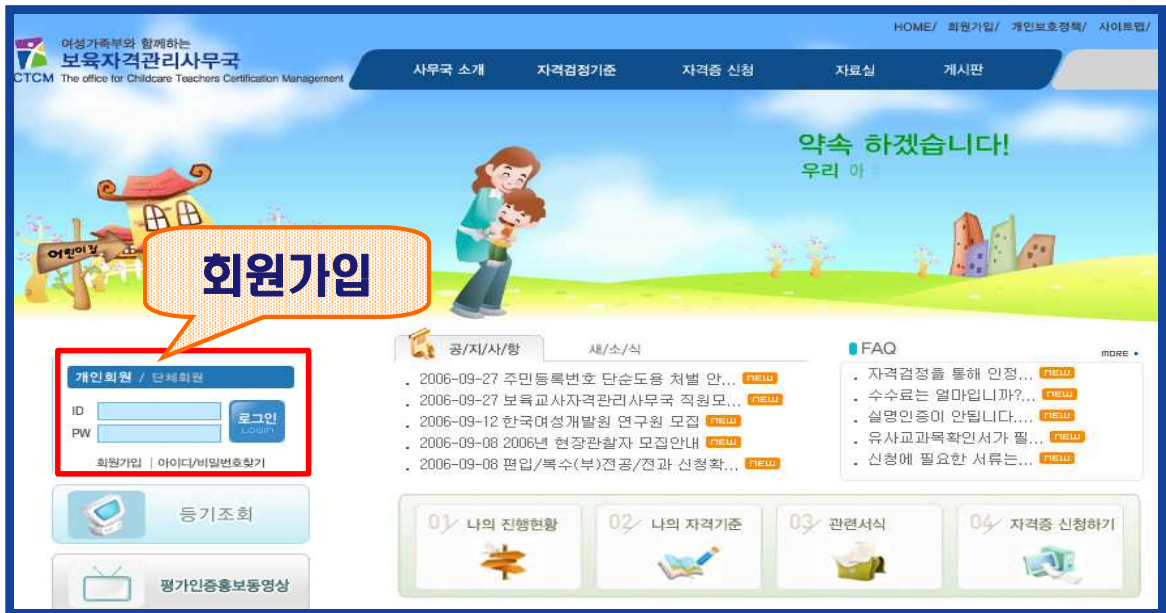 HOME/ 회원가입/ 개인보호정책/ 사이트맵/
여성가족부와 함께하는
보육자격관리사무국
CTCM The office for Childcare Teachers Certification Management
사무국 소개 자격검정기준 자격증 신청 자료실 게시판
약속 하겠습니다!
우리 아
어린이집
회원가입
개인회원 / 단체회원
ID
PW
로그인
LOGIN
회원가입 | 아이디/비밀번호찾기
등기조회
평가인증홍보동영상
공/지/사/항 새/소/식
. 2006-09-27 주민등록번호 단순도용 처벌 안... new
. 2006-09-27 보육교사자격관리사무국 직원모... new
. 2006-09-12 한국여성개발원 연구원 모집 new
. 2006-09-08 2006년 현장관찰자 모집안내 new
. 2006-09-08 편입/복수(부)전공/전과 신청확... new
FAQ more
. 자격검정을 통해 인정... new
. 수수료는 얼마입니까?... new
. 실명인증이 안됩니다.... new
. 유사교과목확인서가 필... new
. 신청에 필요한 서류는... new
01/ 나의 진행현황
02/ 나의 자격기준
03/ 관련서식
04/ 자격증 신청하기